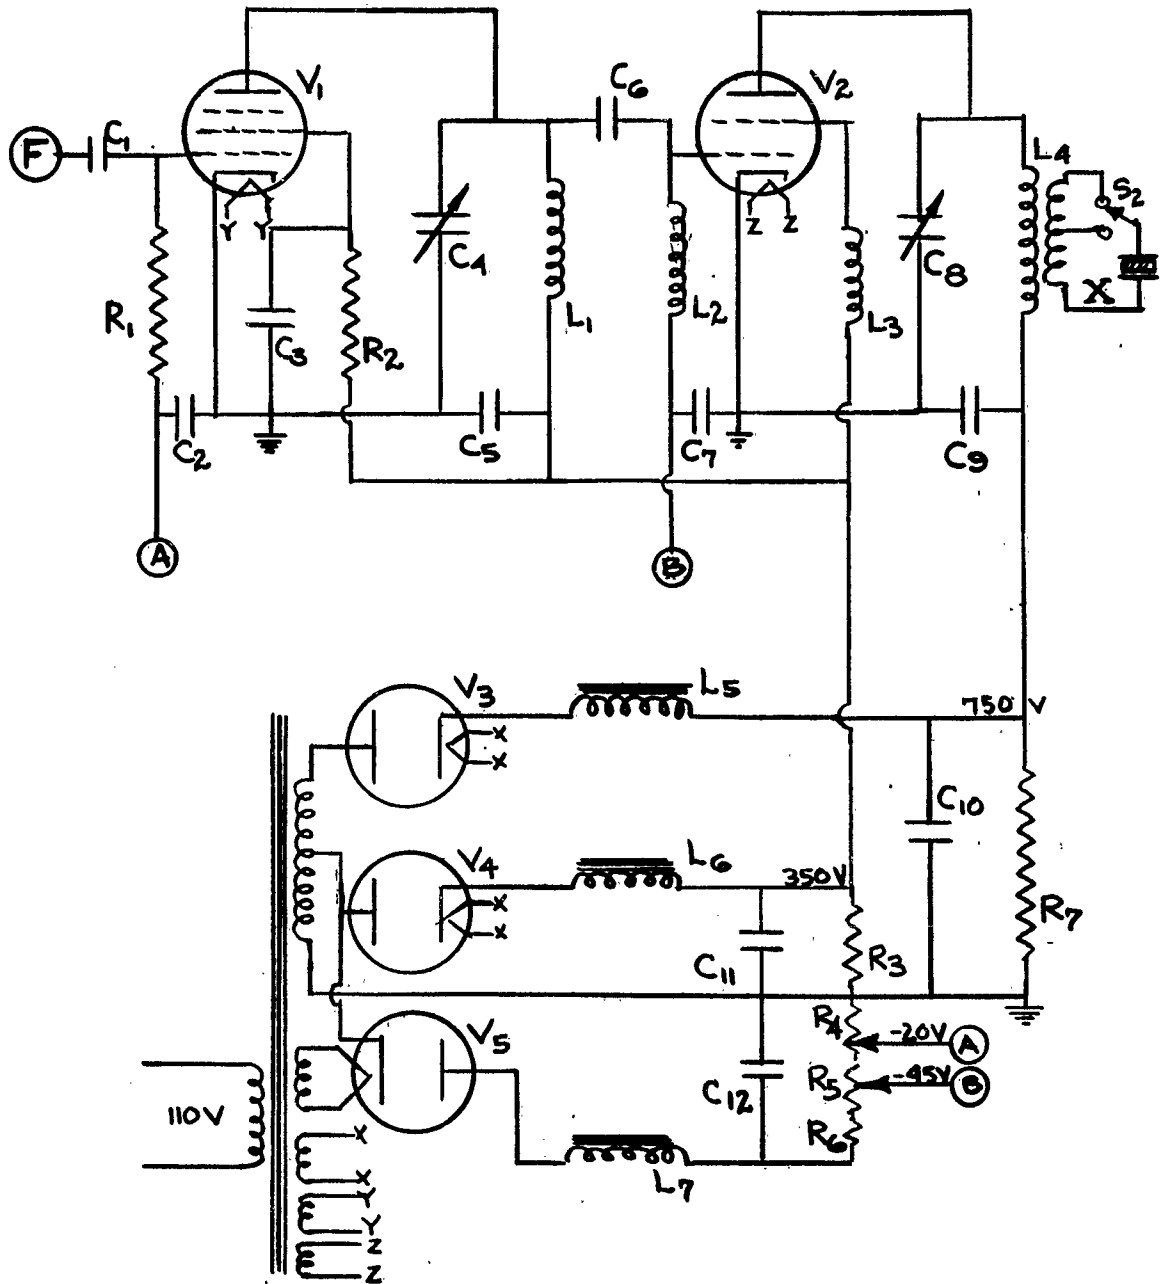 V1
C6
V2
F
C1
L4
S2
Y Y
Z Z
C4
C8
X
R1
C3
R2
L1
L2
L3
C2
C5
C7
C9
A
B
V3
L5
750 V
X
X
C10
V4
L6
350V
X
X
R7
C11
R3
V5
R4
-20V
A
R5
-45V
B
C12
110V
R6
X
L7
X
Y
Y
Z
Z